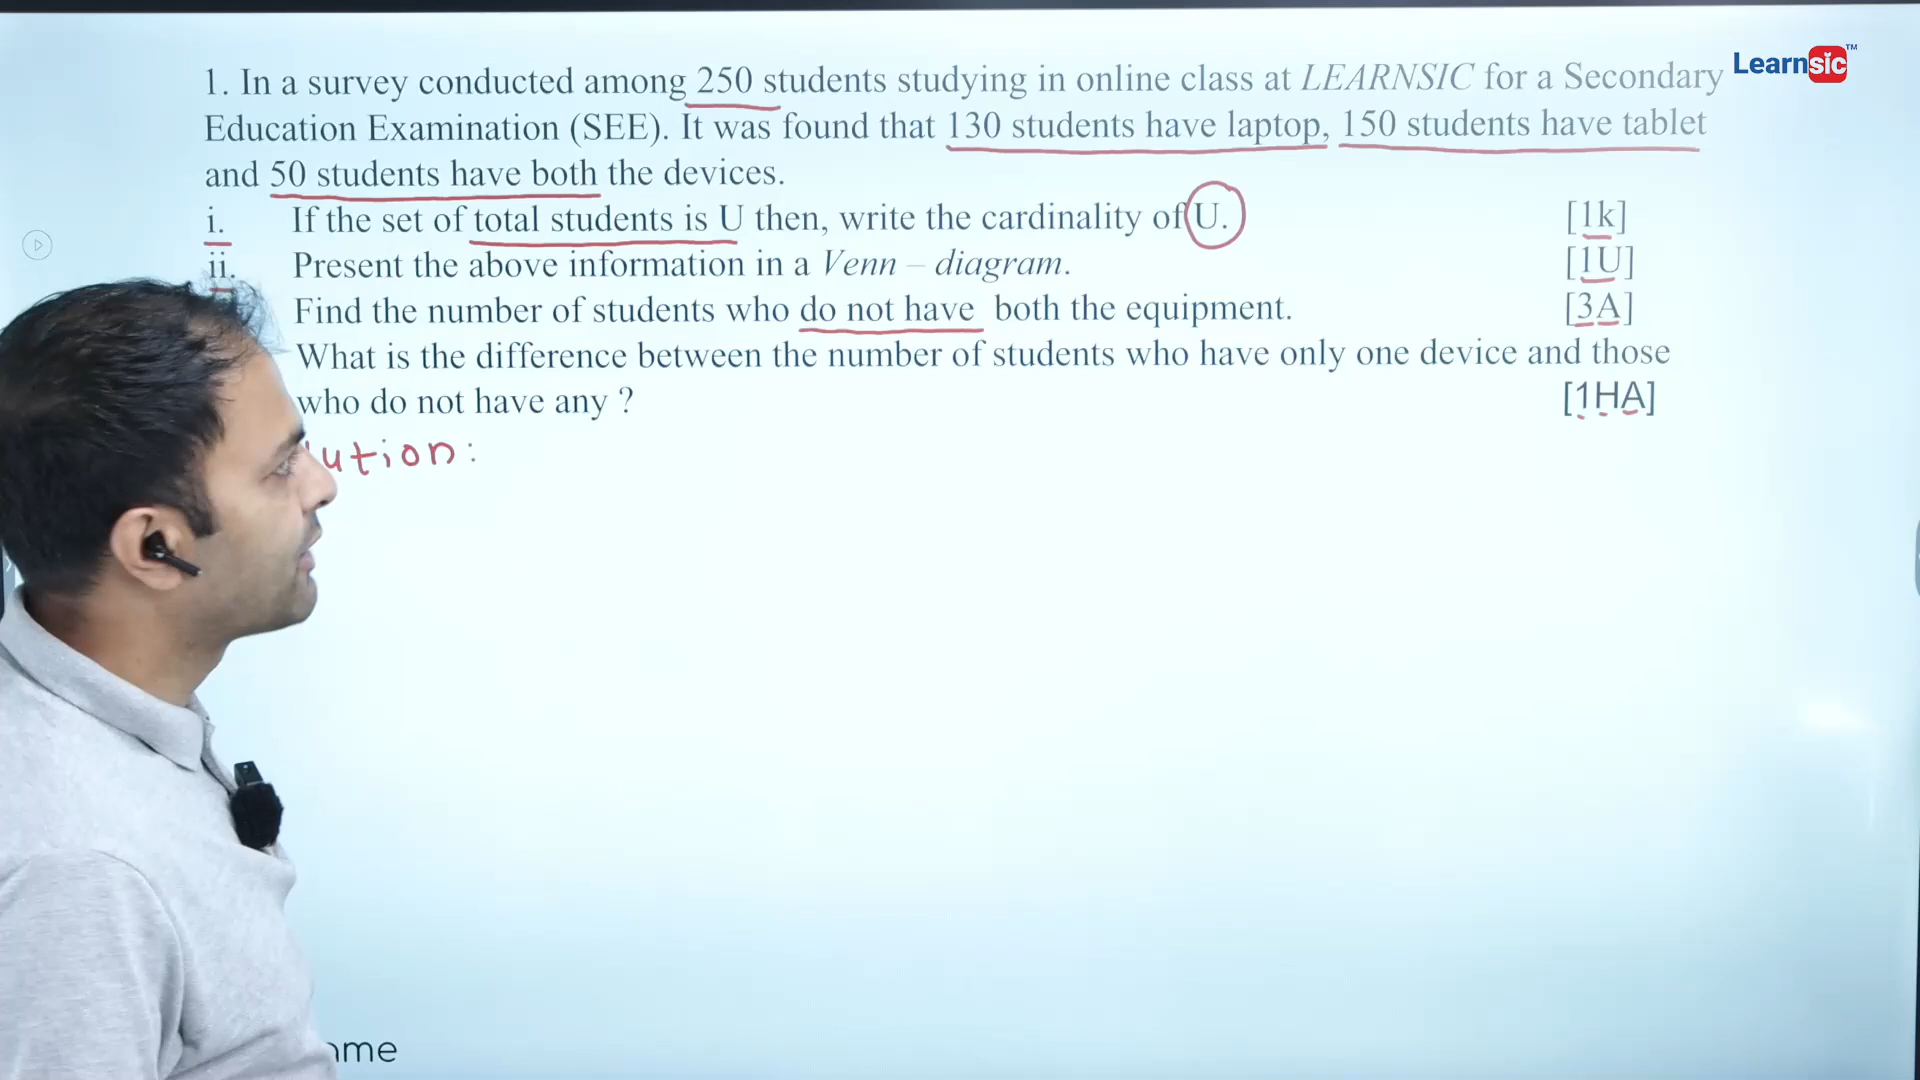 Learnsic™
1. In a survey conducted among 250 students studying in online class at LEARNSIC for a Secondary
Education Examination (SEE). It was found that 130 students have laptop, 150 students have tablet
and 50 students have both the devices.
i. If the set of total students is U then, write the cardinality of U. [1k]
ii. Present the above information in a Venn – diagram. [1U]
Find the number of students who do not have both the equipment. [3A]
What is the difference between the number of students who have only one device and those
who do not have any ? [1HA]
ution: